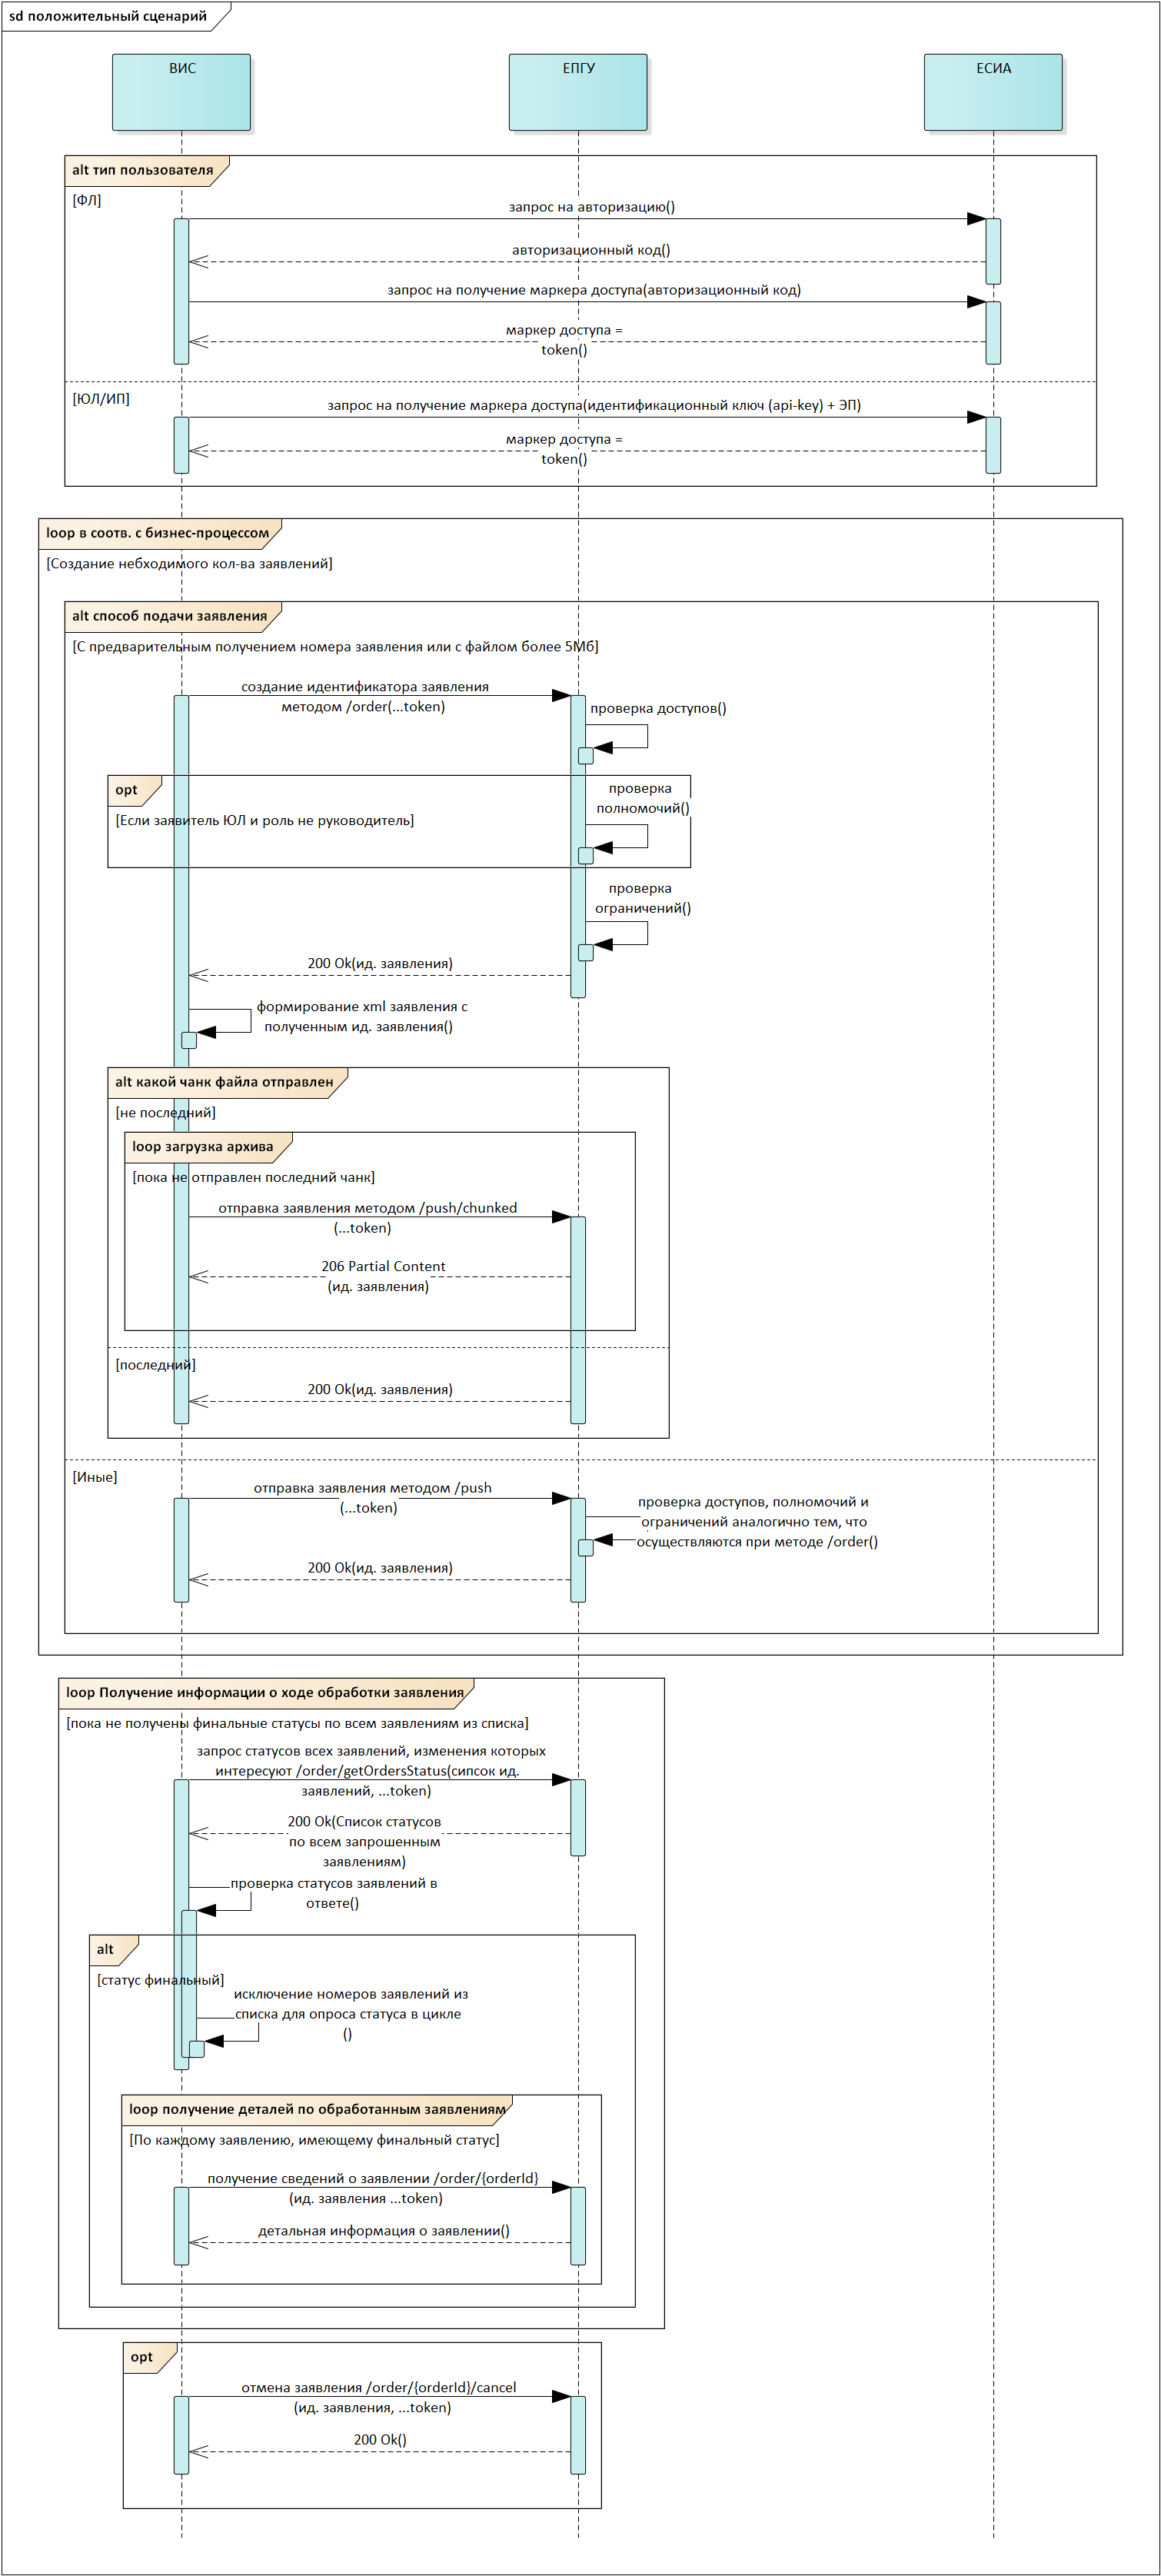 sd положительный сценарий
ВИС
ЕПГУ
ЕСИА
alt тип пользователя
[ФЛ]
запрос на авторизацию()
авторизационный код()
запрос на получение маркера доступа(авторизационный код)
маркер доступа =
token()
[ЮЛ/ИП]
запрос на получение маркера доступа(идентификационный ключ (api-key) + ЭП)
маркер доступа =
token()
loop в соотв. с бизнес-процессом
[Создание небходимого кол-ва заявлений]
alt способ подачи заявления
[С предварительным получением номера заявления или с файлом более 5Мб]
создание идентификатора заявления
методом /order(...token)
проверка доступов()
opt
[Если заявитель ЮЛ и роль не руководитель]
проверка
полномочий()
проверка
ограничений()
200 Ok(ид. заявления)
формирование xml заявления с
полученным ид. заявления()
alt какой чанк файла отправлен
[не последний]
loop загрузка архива
[пока не отправлен последний чанк]
отправка заявления методом /push/chunked
(...token)
206 Partial Content
(ид. заявления)
[последний]
200 Ok(ид. заявления)
[Иные]
отправка заявления методом /push
(...token)
проверка доступов, полномочий и
ограничений аналогично тем, что
осуществляются при методе /order()
200 Ok(ид. заявления)
loop Получение информации о ходе обработки заявления
[пока не получены финальные статусы по всем заявлениям из списка]
запрос статусов всех заявлений, изменения которых
интересуют /order/getOrdersStatus(сипсок ид.
заявлений, ...token)
200 Ok(Список статусов
по всем запрошенным
заявлениям)
проверка статусов заявлений в
ответе()
alt
[статус финальный]
исключение номеров заявлений из
списка для опроса статуса в цикле
()
loop получение деталей по обработанным заявлениям
[По каждому заявлению, имеющему финальный статус]
получение сведений о заявлении /order/{orderId}
(ид. заявления ...token)
детальная информация о заявлении()
opt
отмена заявления /order/{orderId}/cancel
(ид. заявления, ...token)
200 Ok()